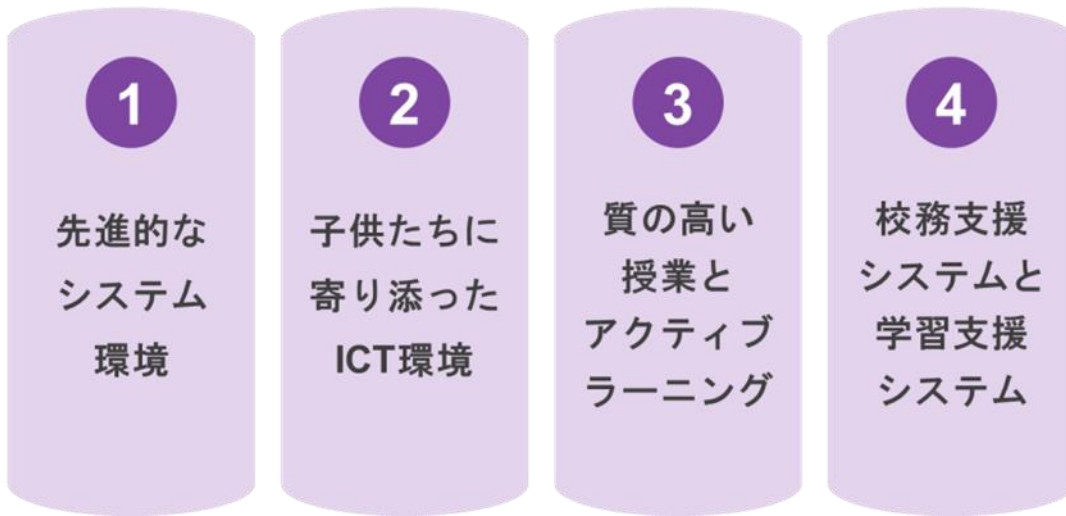 1
先進的な
システム
環境
2
子供たちに
寄り添った
ICT環境
3
質の高い
授業と
アクティブ
ラーニング
4
校務支援
システムと
学習支援
システム